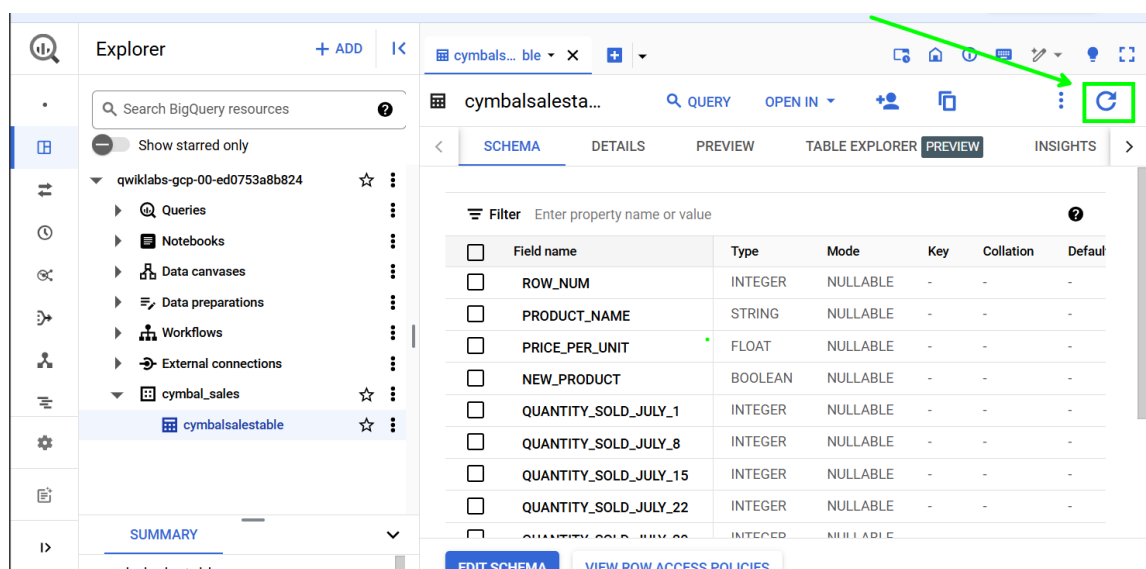 Explorer
+ ADD
cymbals... ble
Search BigQuery resources
cymbalsalesta...
QUERY
OPEN IN
Show starred only
SCHEMA
DETAILS
PREVIEW
TABLE EXPLORER PREVIEW
INSIGHTS
qwiklabs-gcp-00-ed0753a8b824
Queries
Notebooks
Data canvases
Data preparations
Workflows
External connections
cymbal_sales
cymbalsalestable
SUMMARY
Filter Enter property name or value
Field name Type Mode Key Collation Defaul
ROW_NUM INTEGER NULLABLE - - -
PRODUCT_NAME STRING NULLABLE - - -
PRICE_PER_UNIT FLOAT NULLABLE - - -
NEW_PRODUCT BOOLEAN NULLABLE - - -
QUANTITY_SOLD_JULY_1 INTEGER NULLABLE - - -
QUANTITY_SOLD_JULY_8 INTEGER NULLABLE - - -
QUANTITY_SOLD_JULY_15 INTEGER NULLABLE - - -
QUANTITY_SOLD_JULY_22 INTEGER NULLABLE - - -
INTEGER NULLABLE
EDIT SCHEMA
VIEW ROW ACCESS POLICIES